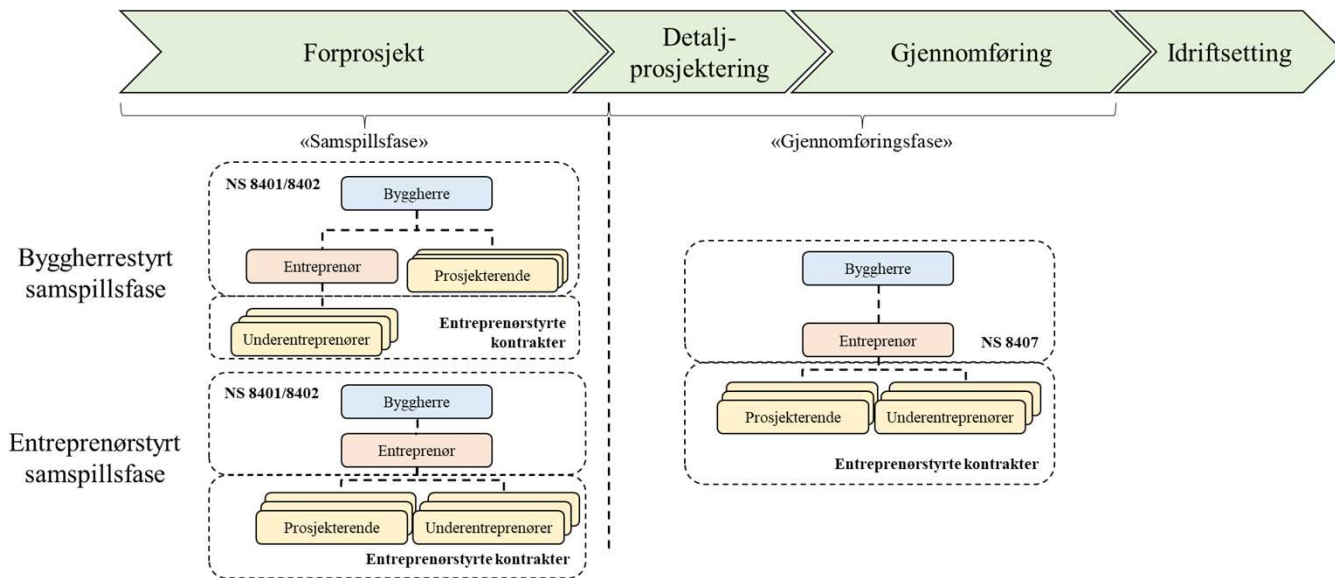 Forprosjekt
Detalj-
prosjektering
Gjennomføring
Idriftsetting
«Samspillsfase»
«Gjennomføringsfase»
Byggherrestyrt
samspillsfase
NS 8401/8402
Byggherre
Entreprenør
Prosjekterende
Underentreprenører
Entreprenørstyrte
kontrakter
Entreprenørstyrt
samspillsfase
NS 8401/8402
Byggherre
Entreprenør
Prosjekterende
Underentreprenører
Entreprenørstyrte kontrakter
Byggherre
Entreprenør
NS 8407
Prosjekterende
Underentreprenører
Entreprenørstyrte kontrakter